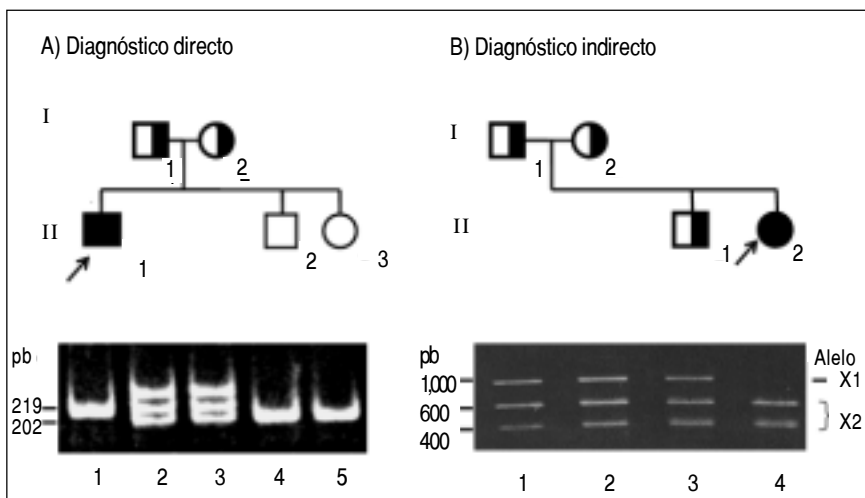 A) Diagnóstico directo
I
1 2
II
1 2 3
pb
219
202
1 2 3 4 5
B) Diagnóstico indirecto
I
1 2
II
1 2
pb Alelo
1,000 X1
600
X2
400
1 2 3 4